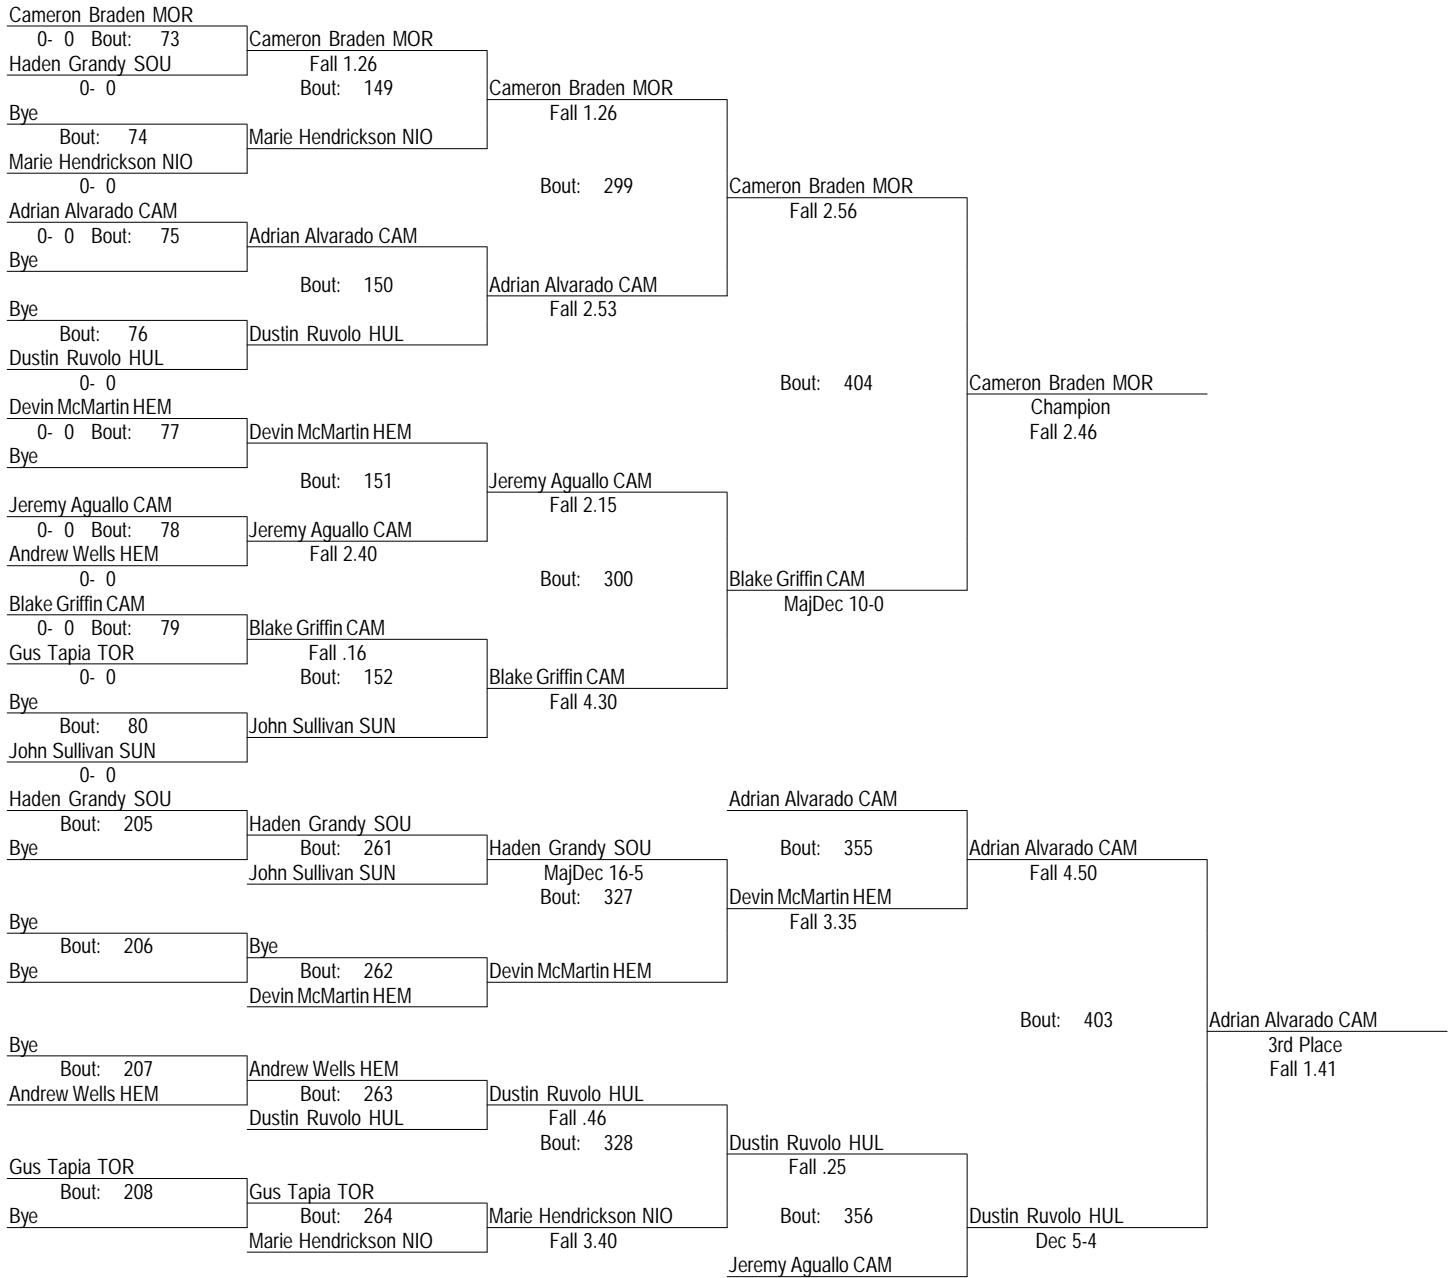 Cameron Braden MOR
0- 0 Bout: 73 Cameron Braden MOR
Haden Grandy SOU Fall 1.26
0- 0 Bout: 149 Cameron Braden MOR
Bye Fall 1.26
Bout: 74 Marie Hendrickson NIO
Marie Hendrickson NIO
0- 0 Bout: 299 Cameron Braden MOR
Adrian Alvarado CAM Fall 2.56
0- 0 Bout: 75 Adrian Alvarado CAM
Bye
Bout: 150 Adrian Alvarado CAM
Bye Fall 2.53
Bout: 76 Dustin Ruvolo HUL
Dustin Ruvolo HUL
0- 0 Bout: 404 Cameron Braden MOR
Devin McMartin HEM Champion
0- 0 Bout: 77 Devin McMartin HEM Fall 2.46
Bye
Bout: 151 Jeremy Aguallo CAM
Jeremy Aguallo CAM Fall 2.15
0- 0 Bout: 78 Jeremy Aguallo CAM
Andrew Wells HEM Fall 2.40
0- 0 Bout: 300 Blake Griffin CAM
Blake Griffin CAM MajDec 10-0
0- 0 Bout: 79 Blake Griffin CAM
Gus Tapia TOR Fall .16
0- 0 Bout: 152 Blake Griffin CAM
Bye Fall 4.30
Bout: 80 John Sullivan SUN
John Sullivan SUN
0- 0
Haden Grandy SOU Adrian Alvarado CAM
Bout: 205 Haden Grandy SOU
Bye Bout: 261 Haden Grandy SOU Bout: 355 Adrian Alvarado CAM
John Sullivan SUN MajDec 16-5 Fall 4.50
Bout: 327 Devin McMartin HEM
Bye Fall 3.35
Bout: 206 Bye
Bye Bout: 262 Devin McMartin HEM
Devin McMartin HEM
Bout: 403 Adrian Alvarado CAM
Bye 3rd Place
Bout: 207 Andrew Wells HEM Fall 1.41
Andrew Wells HEM Bout: 263 Dustin Ruvolo HUL
Dustin Ruvolo HUL Fall .46
Bout: 328 Dustin Ruvolo HUL
Gus Tapia TOR Fall .25
Bout: 208 Gus Tapia TOR
Bye Bout: 264 Marie Hendrickson NIO Bout: 356 Dustin Ruvolo HUL
Marie Hendrickson NIO Fall 3.40 Dec 5-4
Jeremy Aguallo CAM